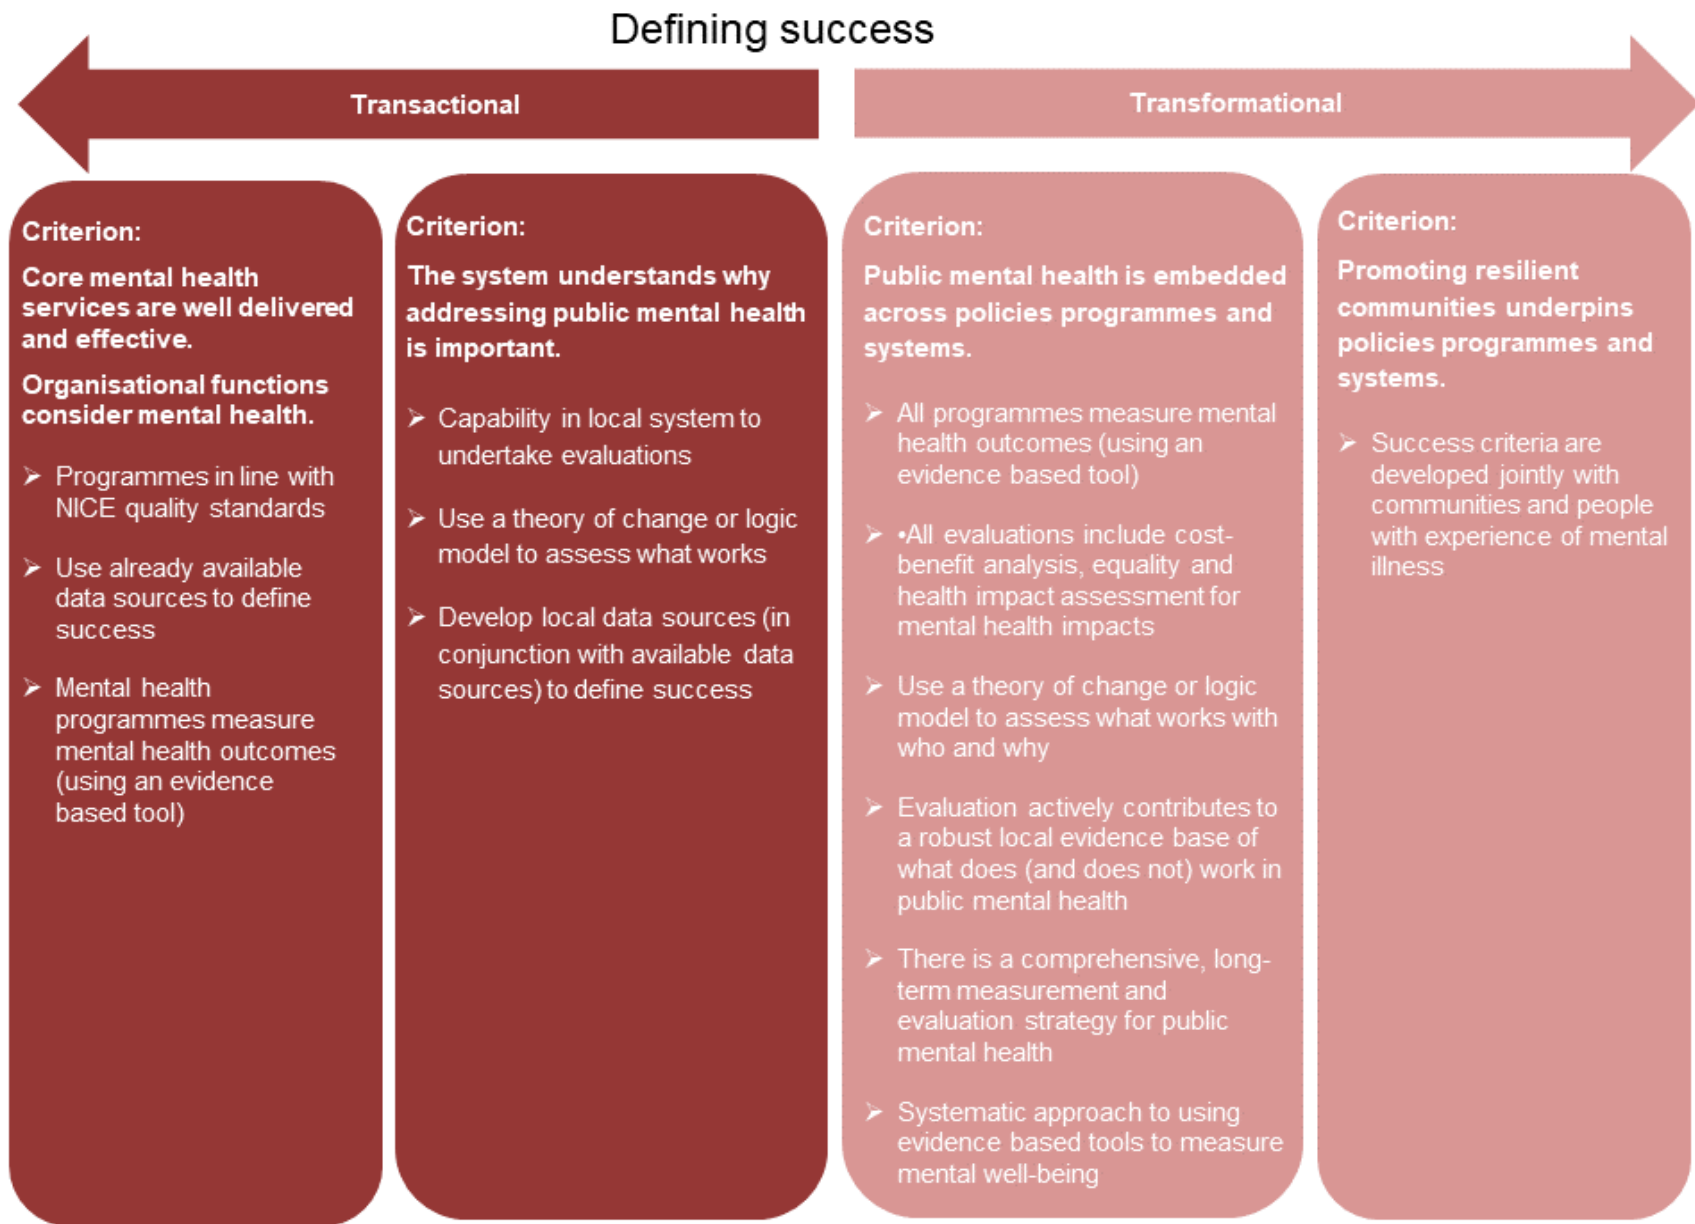 Defining success
Transactional
Transformational
Criterion:
Core mental health
services are well delivered
and effective.
Organisational functions
consider mental health.
➢ Programmes in line with
NICE quality standards
➢ Use already available
data sources to define
success
➢ Mental health
programmes measure
mental health outcomes
(using an evidence
based tool)
Criterion:
The system understands why
addressing public mental health
is important.
➢ Capability in local system to
undertake evaluations
➢ Use a theory of change or logic
model to assess what works
➢ Develop local data sources (in
conjunction with available data
sources) to define success
Criterion:
Public mental health is embedded
across policies programmes and
systems.
➢ All programmes measure mental
health outcomes (using an
evidence based tool)
➢ •All evaluations include cost-
benefit analysis, equality and
health impact assessment for
mental health impacts
➢ Use a theory of change or logic
model to assess what works with
who and why
➢ Evaluation actively contributes to
a robust local evidence base of
what does (and does not) work in
public mental health
➢ There is a comprehensive, long-
term measurement and
evaluation strategy for public
mental health
➢ Systematic approach to using
evidence based tools to measure
mental well-being
Criterion:
Promoting resilient
communities underpins
policies programmes and
systems.
➢ Success criteria are
developed jointly with
communities and people
with experience of mental
illness